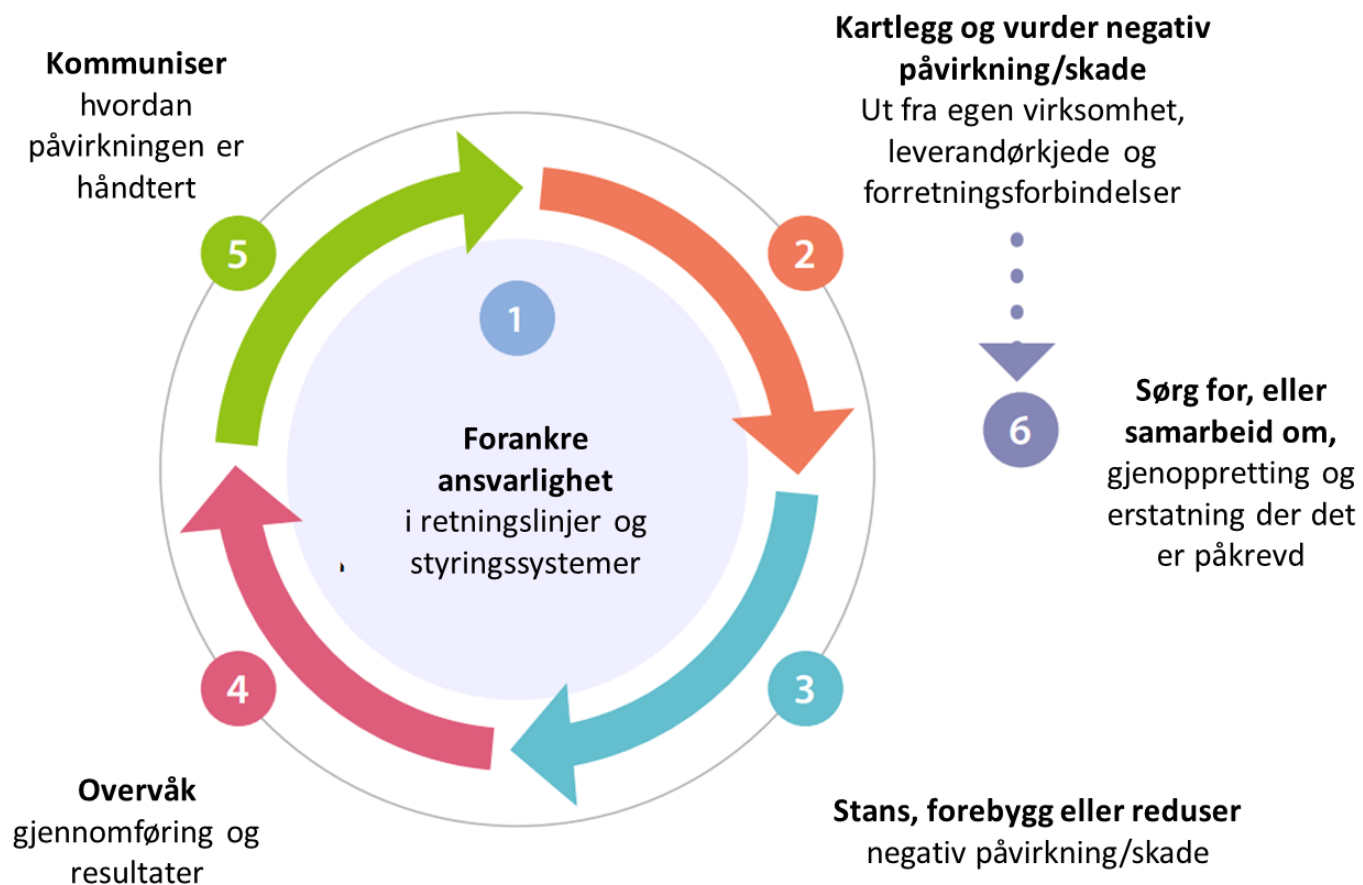 Kommuniser
hvordan
påvirkningen er
håndtert
5
Kartlegg og vurder negativ
påvirkning/skade
Ut fra egen virksomhet,
leverandørkjede og
forretningsforbindelser
2
1
Forankre
ansvarlighet
i retningslinjer og
styringssystemer
6
Sørg for, eller
samarbeid om,
gjenoppretting og
erstatning der det
er påkrevd
4
Overvåk
gjennomføring og
resultater
3
Stans, forebygg eller reduser
negativ påvirkning/skade